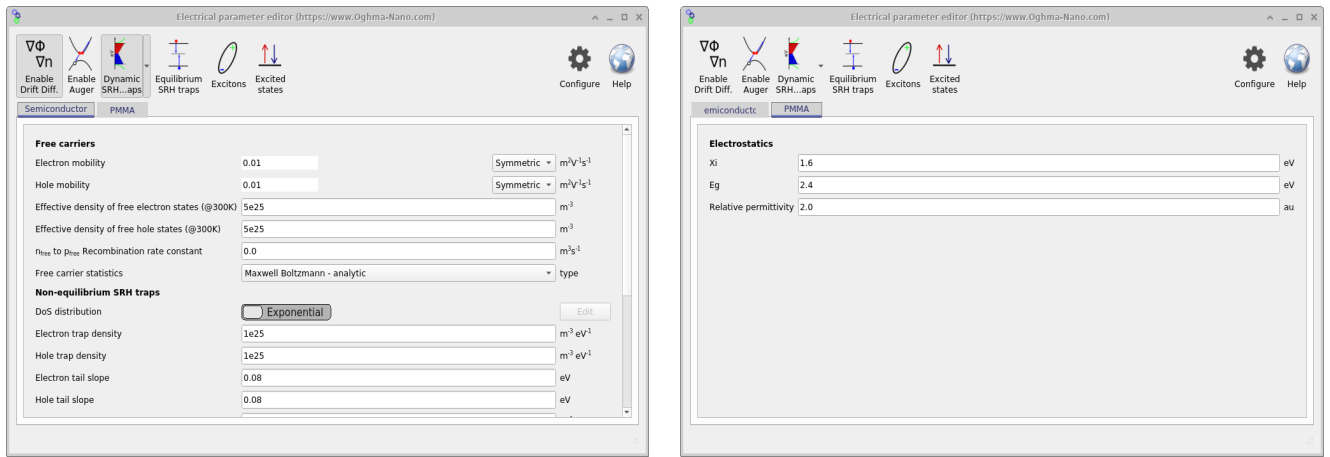 Electrical parameter editor (https://www.Oghma-Nano.com)
∇Φ
∇n
Enable
Drift Diff.
Enable
Auger
Dynamic
SRH...aps
Equilibrium
SRH traps
Excitons
Excited
states
Configure
Help
Semiconductor
PMMA
Free carriers
Electron mobility 0.01 Symmetric m²V⁻¹s⁻¹
Hole mobility 0.01 Symmetric m²V⁻¹s⁻¹
Effective density of free electron states (@300K) 5e25 m⁻³
Effective density of free hole states (@300K) 5e25 m⁻³
n_free to p_free Recombination rate constant 0.0 m³s⁻¹
Free carrier statistics Maxwell Boltzmann - analytic type
Non-equilibrium SRH traps
DoS distribution Exponential Edit
Electron trap density 1e25 m⁻³ eV⁻¹
Hole trap density 1e25 m⁻³ eV⁻¹
Electron tail slope 0.08 eV
Hole tail slope 0.08 eV
Electrical parameter editor (https://www.Oghma-Nano.com)
∇Φ
∇n
Enable
Drift Diff.
Enable
Auger
Dynamic
SRH...aps
Equilibrium
SRH traps
Excitons
Excited
states
Configure
Help
emiconductc
PMMA
Electrostatics
Xi 1.6 eV
Eg 2.4 eV
Relative permittivity 2.0 au